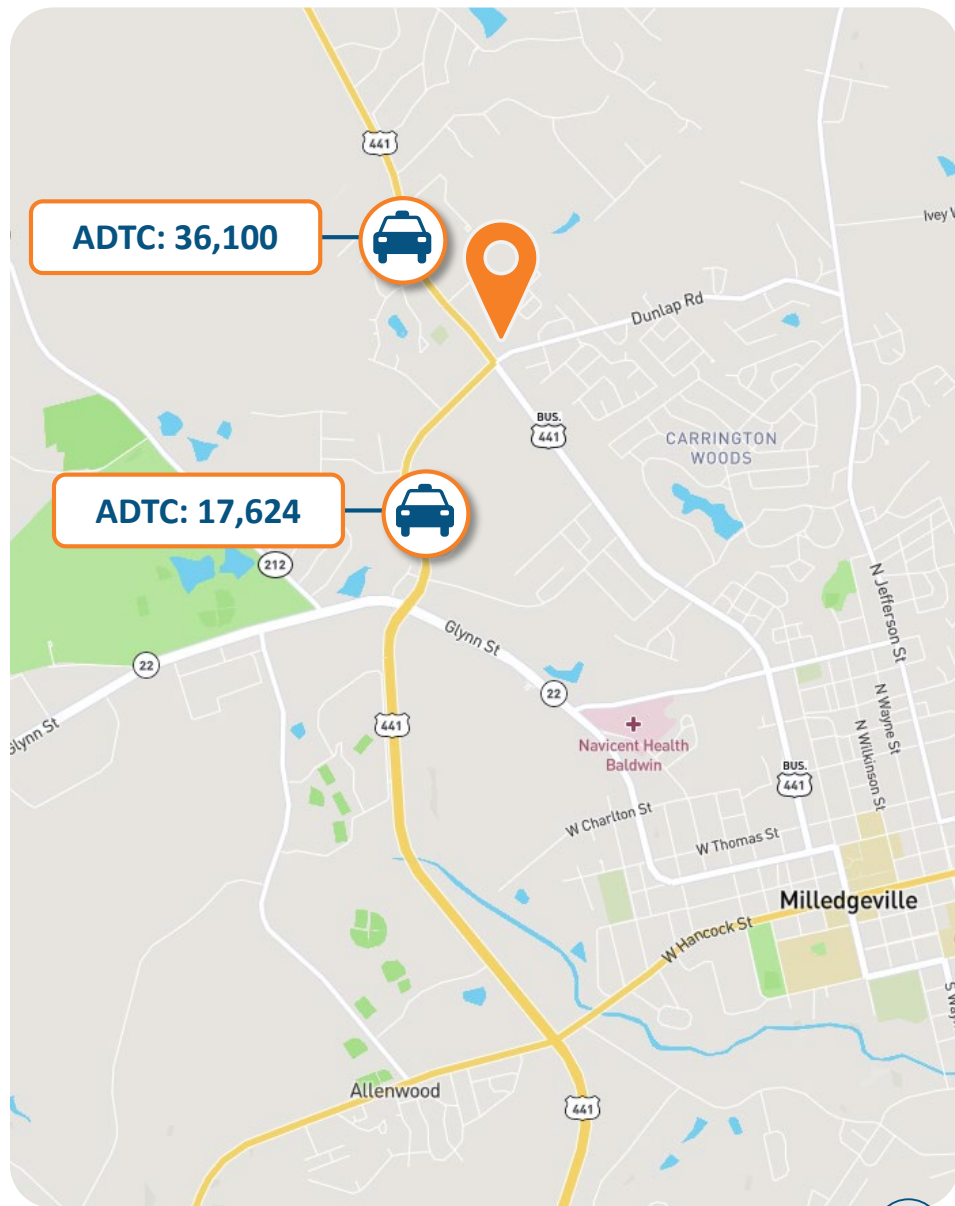 441
ADTC: 36,100
Dunlap Rd
BUS.
441
CARRINGTON
WOODS
ADTC: 17,624
212
N Jefferson St
Glynn St
22
22
Glynn St
N Wayne St
N Wilkinson St
441
Navicent Health
Baldwin
BUS.
441
W Charlton St
W Thomas St
Milledgeville
W Hancock St
Allenwood
441